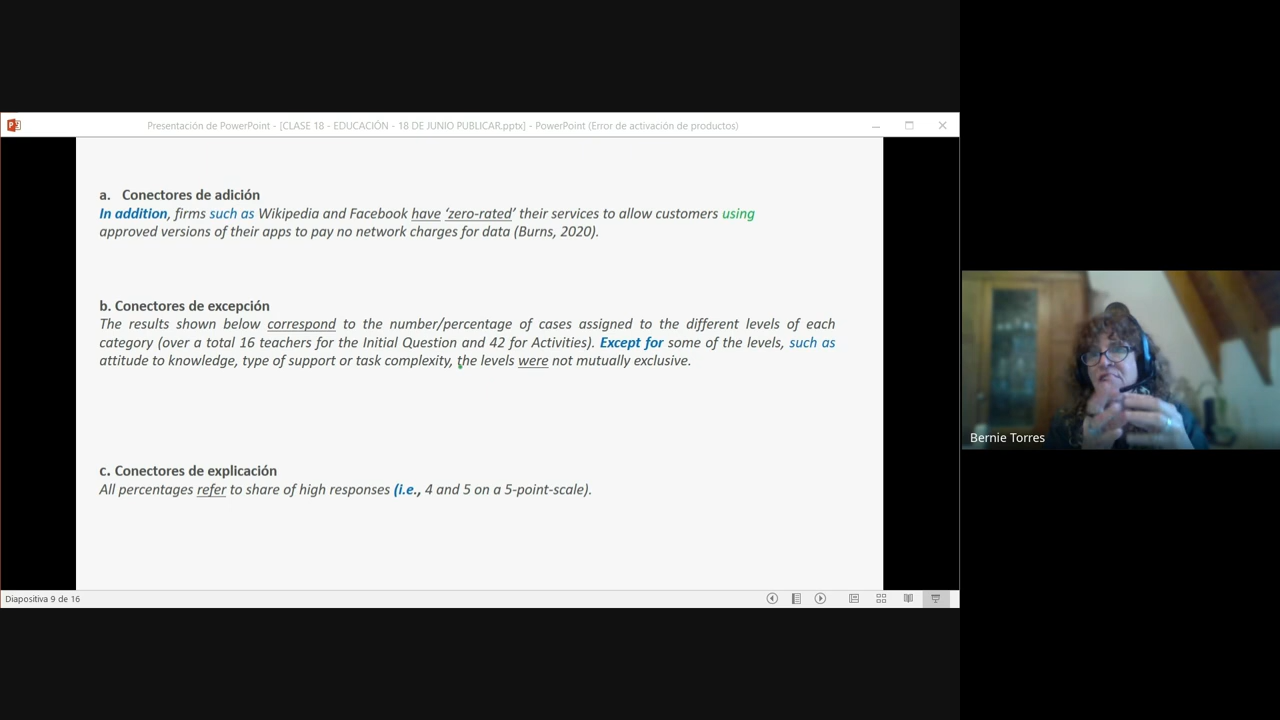 Presentación de PowerPoint - [CLASE 18 - EDUCACIÓN - 18 DE JUNIO PUBLICAR.pptx] - PowerPoint (Error de activación de productos)
a. Conectores de adición
In addition, firms such as Wikipedia and Facebook have ‘zero-rated’ their services to allow customers using
approved versions of their apps to pay no network charges for data (Burns, 2020).
b. Conectores de excepción
The results shown below correspond to the number/percentage of cases assigned to the different levels of each
category (over a total 16 teachers for the Initial Question and 42 for Activities). Except for some of the levels, such as
attitude to knowledge, type of support or task complexity, the levels were not mutually exclusive.
c. Conectores de explicación
All percentages refer to share of high responses (i.e., 4 and 5 on a 5-point-scale).
Bernie Torres
Diapositiva 9 de 16